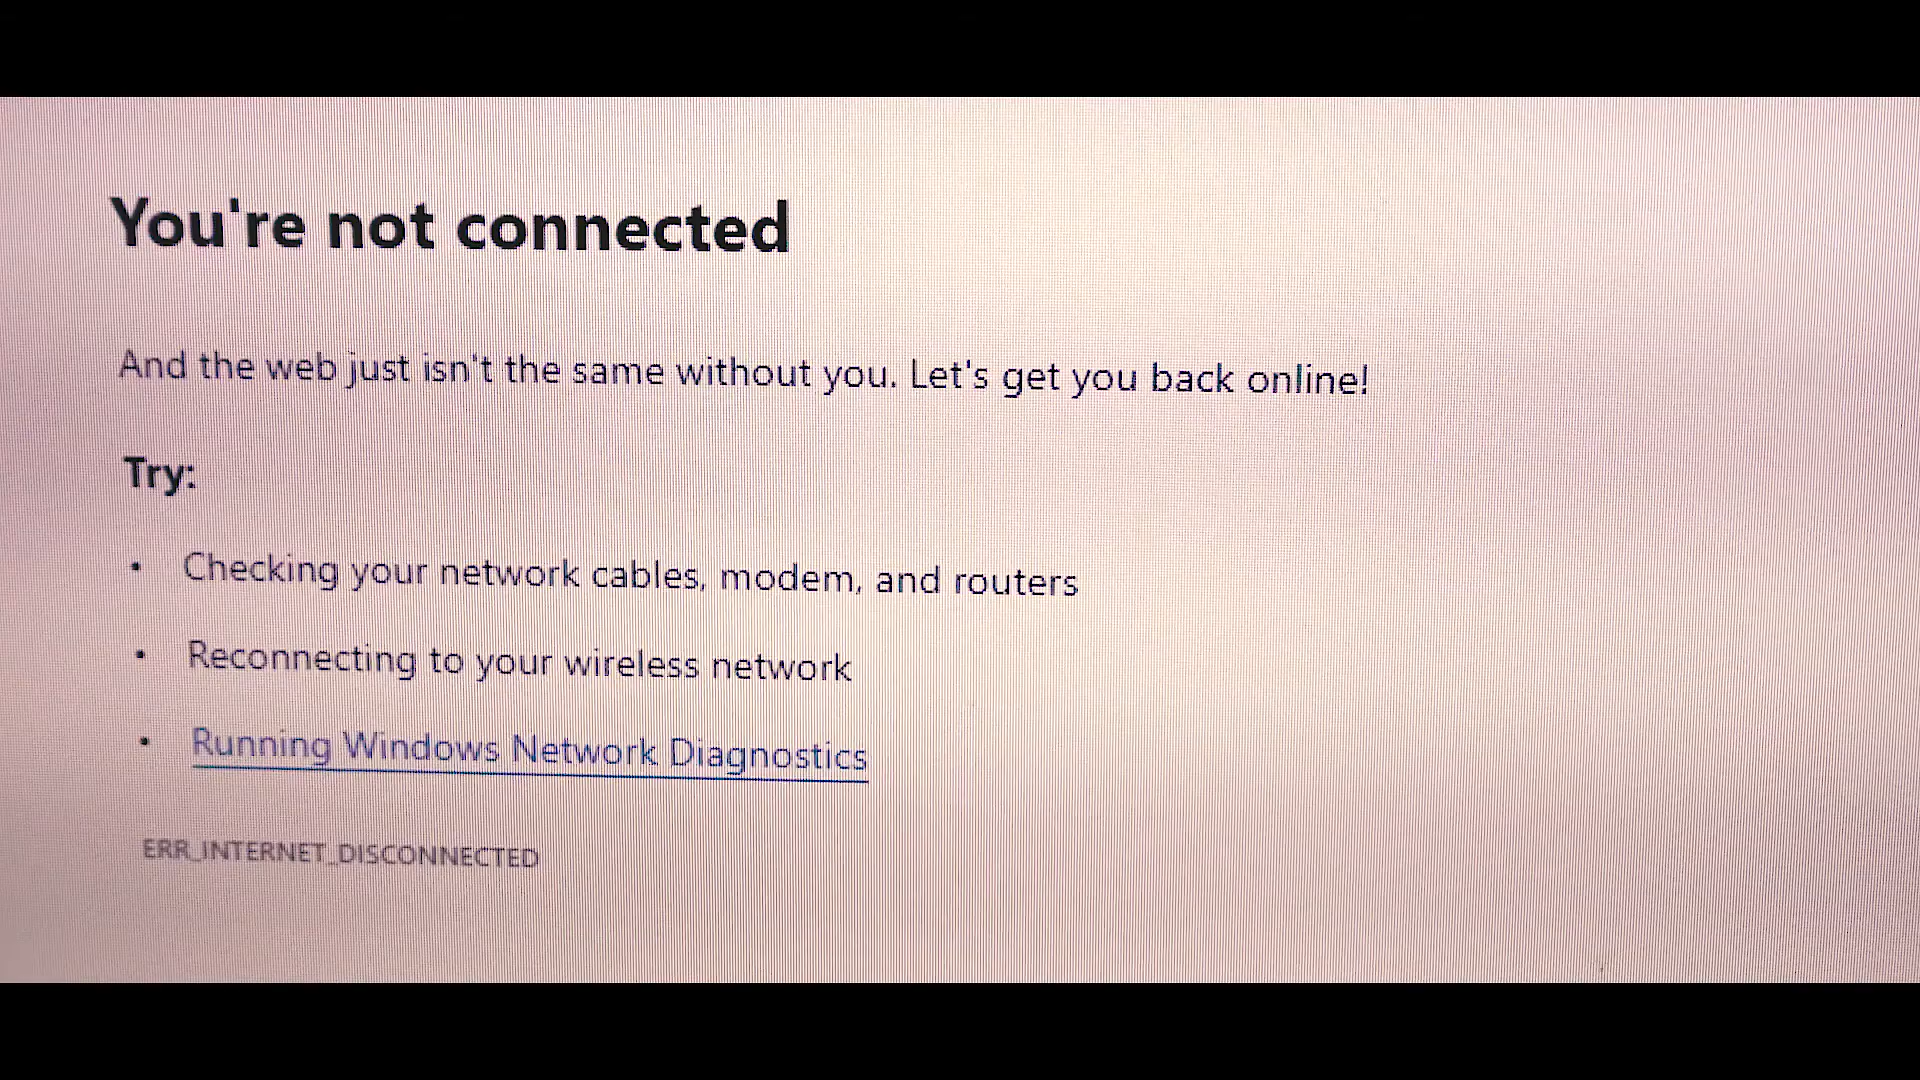 You're not connected
And the web just isn't the same without you. Let's get you back online!
Try:
• Checking your network cables, modem, and routers
• Reconnecting to your wireless network
• Running Windows Network Diagnostics
ERR_INTERNET_DISCONNECTED